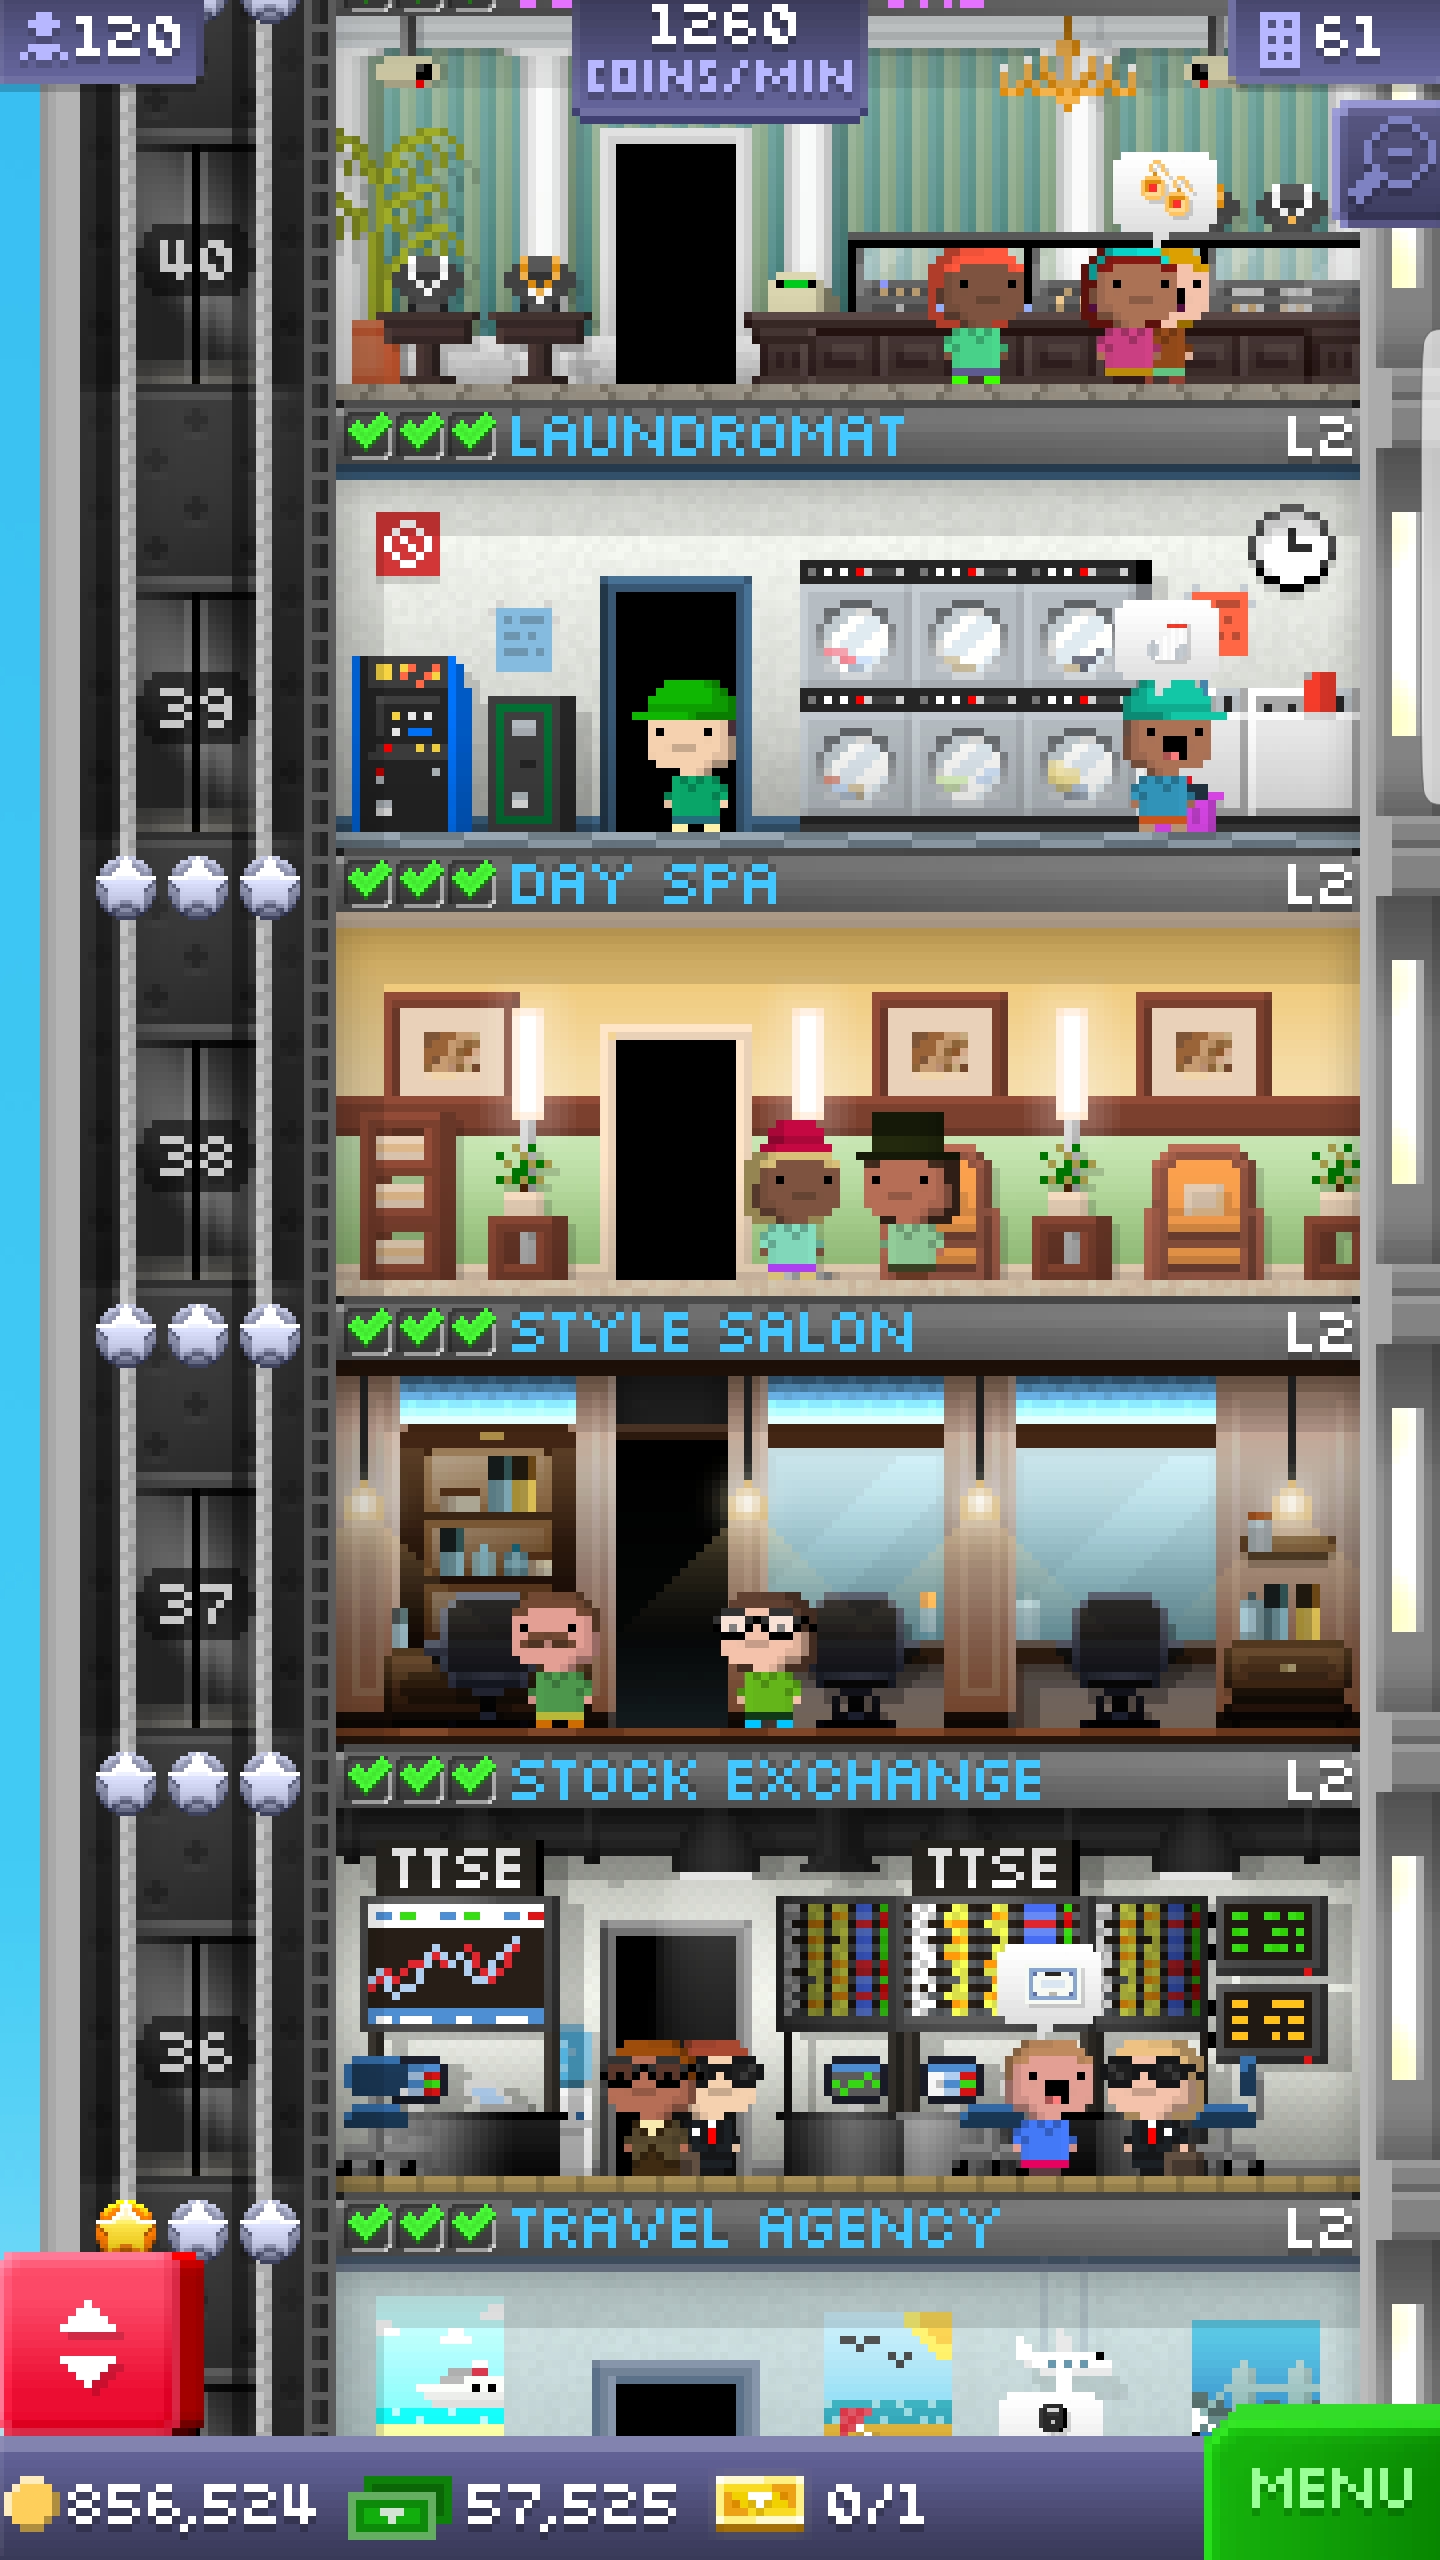 120
1260
COINS/MIN
61
40
LAUNDROMAT L2
39
DAY SPA L2
38
STYLE SALON L2
37
STOCK EXCHANGE L2
TTSE TTSE
36
TRAVEL AGENCY L2
856,524 57,525 0/1 MENU